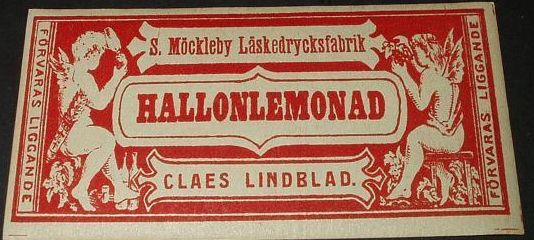 FÖRVARAS LIGGANDE
S. Möckleby Läskedrycksfabrik
HALLONLEMONAD
CLAES LINDBLAD.
FÖRVARAS LIGGANDE